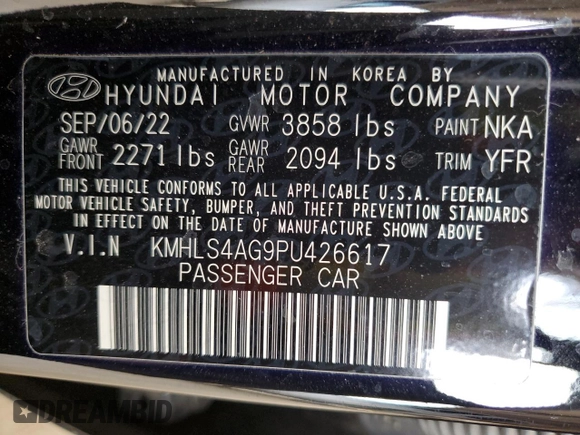 MANUFACTURED IN KOREA BY
HYUNDAI MOTOR COMPANY
SEP/06/22 GVWR 3858 lbs PAINT NKA
GAWR FRONT 2271 lbs GAWR REAR 2094 lbs TRIM YFR
THIS VEHICLE CONFORMS TO ALL APPLICABLE U.S.A. FEDERAL
MOTOR VEHICLE SAFETY, BUMPER, AND THEFT PREVENTION STANDARDS
IN EFFECT ON THE DATE OF MANUFACTURE SHOWN ABOVE.
V.I.N KMHLS4AG9PU426617
PASSENGER CAR
DREAMBID